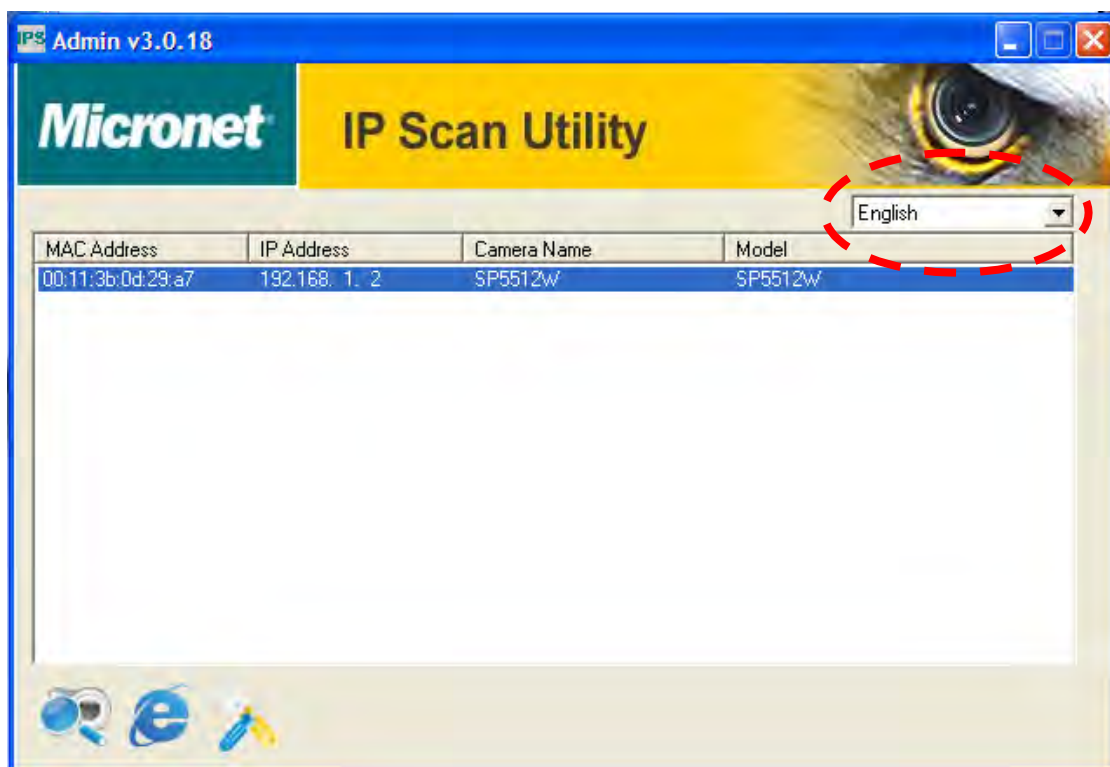 IPS Admin v3.0.18
Micronet IP Scan Utility
English
MAC Address IP Address Camera Name Model
00:11:3b:0d:29:a7 192.168. 1. 2 SP5512W SP5512W